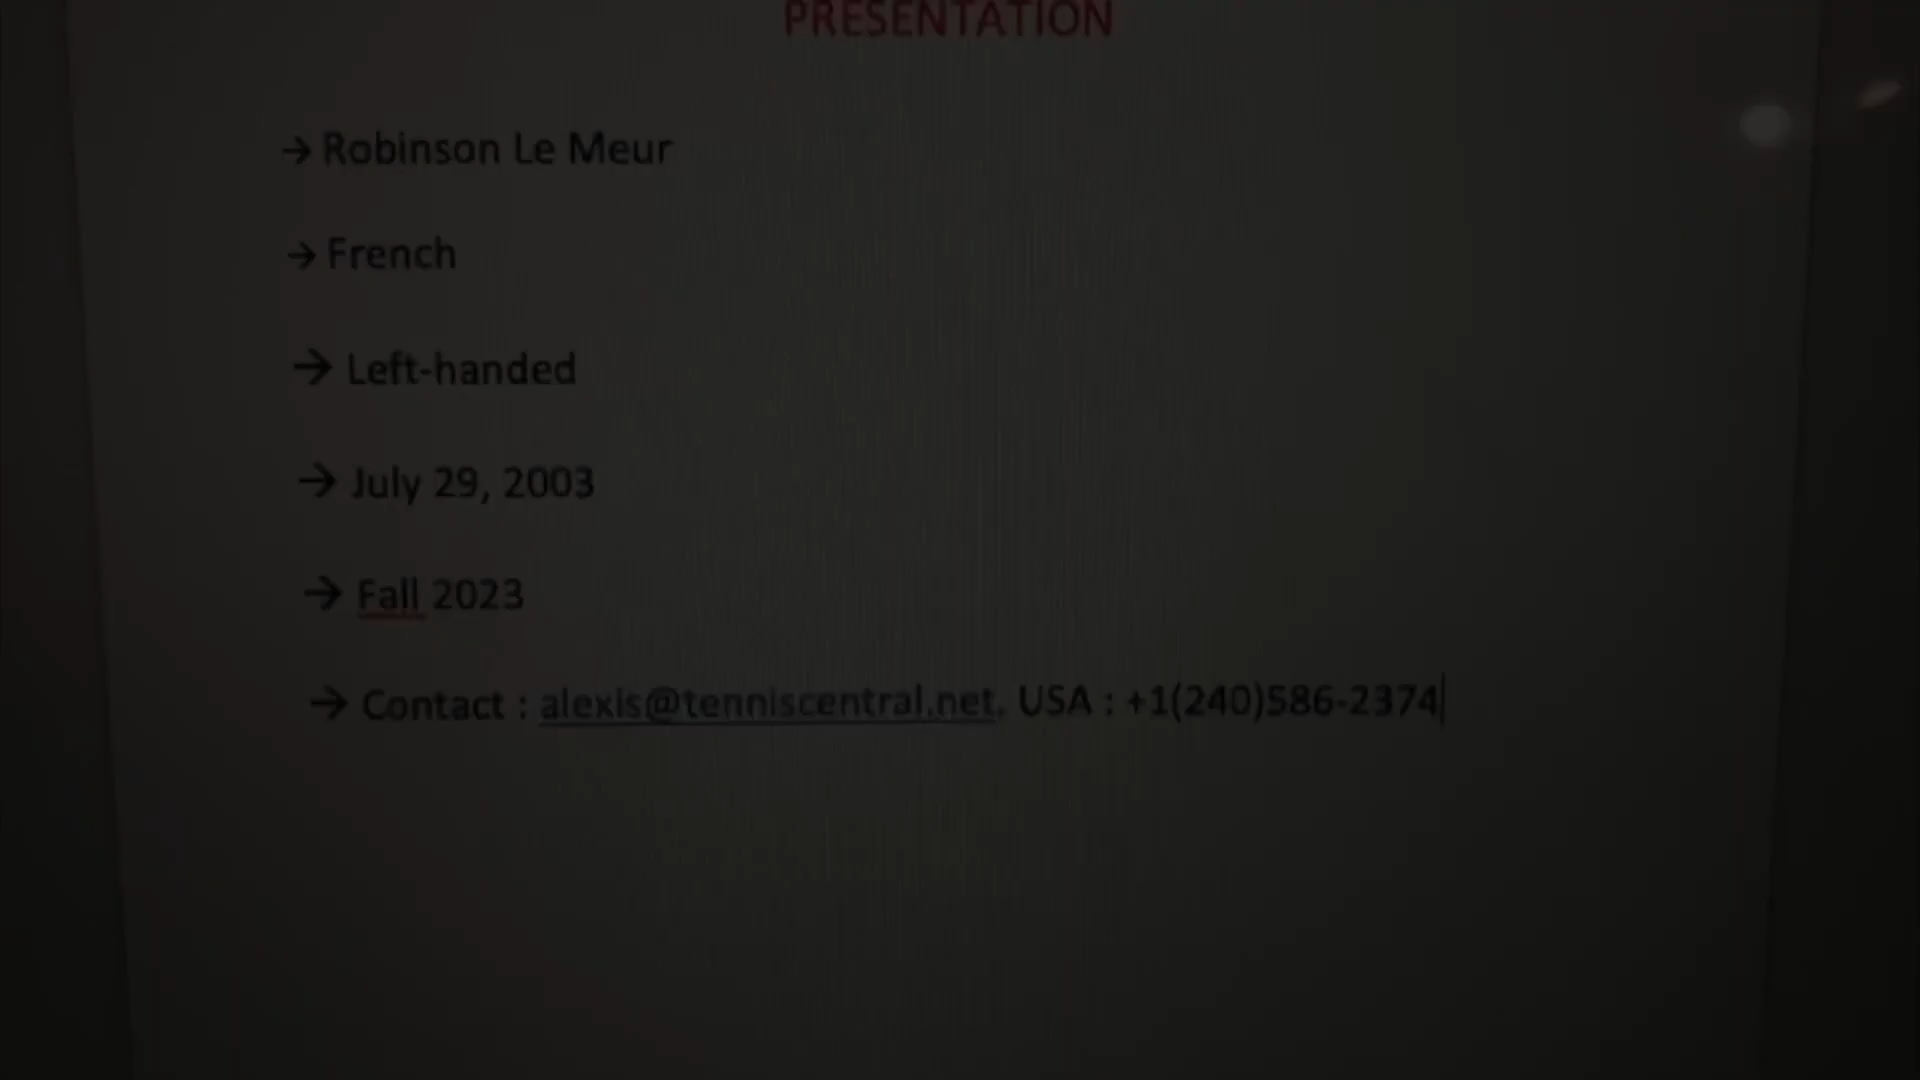 PRESENTATION
→ Robinson Le Meur
→ French
→ Left-handed
→ July 29, 2003
→ Fall 2023
→ Contact : alexis@tenniscentral.net, USA : +1(240)586-2374